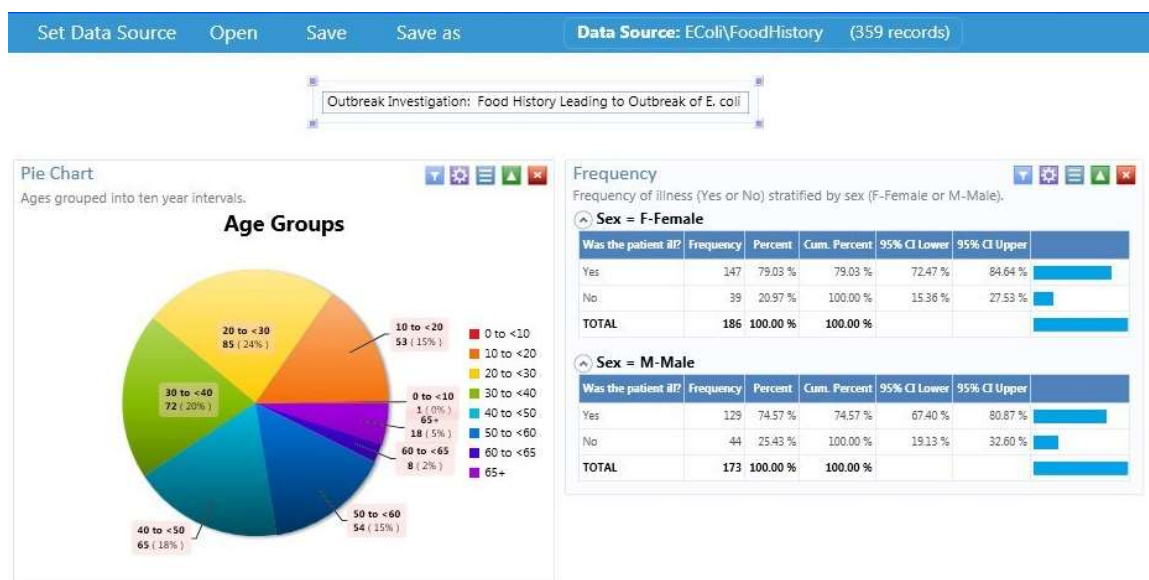 Set Data Source Open Save Save as Data Source: EColi\FoodHistory (359 records)
Outbreak Investigation: Food History Leading to Outbreak of E. coli
Pie Chart
Ages grouped into ten year intervals.
Age Groups
20 to <30
85 ( 24% )
10 to <20
53 ( 15% )
30 to <40
72 ( 20% )
0 to <10
1 ( 0% )
65+
18 ( 5% )
60 to <65
8 ( 2% )
50 to <60
54 ( 15% )
40 to <50
65 ( 18% )
0 to <10
10 to <20
20 to <30
30 to <40
40 to <50
50 to <60
60 to <65
65+
Frequency
Frequency of illness (Yes or No) stratified by sex (F-Female or M-Male).
Sex = F-Female
Was the patient ill? Frequency Percent Cum. Percent 95% CI Lower 95% CI Upper
Yes 147 79.03 % 79.03 % 72.47 % 84.64 %
No 39 20.97 % 100.00 % 15.36 % 27.53 %
TOTAL 186 100.00 % 100.00 %
Sex = M-Male
Was the patient ill? Frequency Percent Cum. Percent 95% CI Lower 95% CI Upper
Yes 129 74.57 % 74.57 % 67.40 % 80.87 %
No 44 25.43 % 100.00 % 19.13 % 32.60 %
TOTAL 173 100.00 % 100.00 %